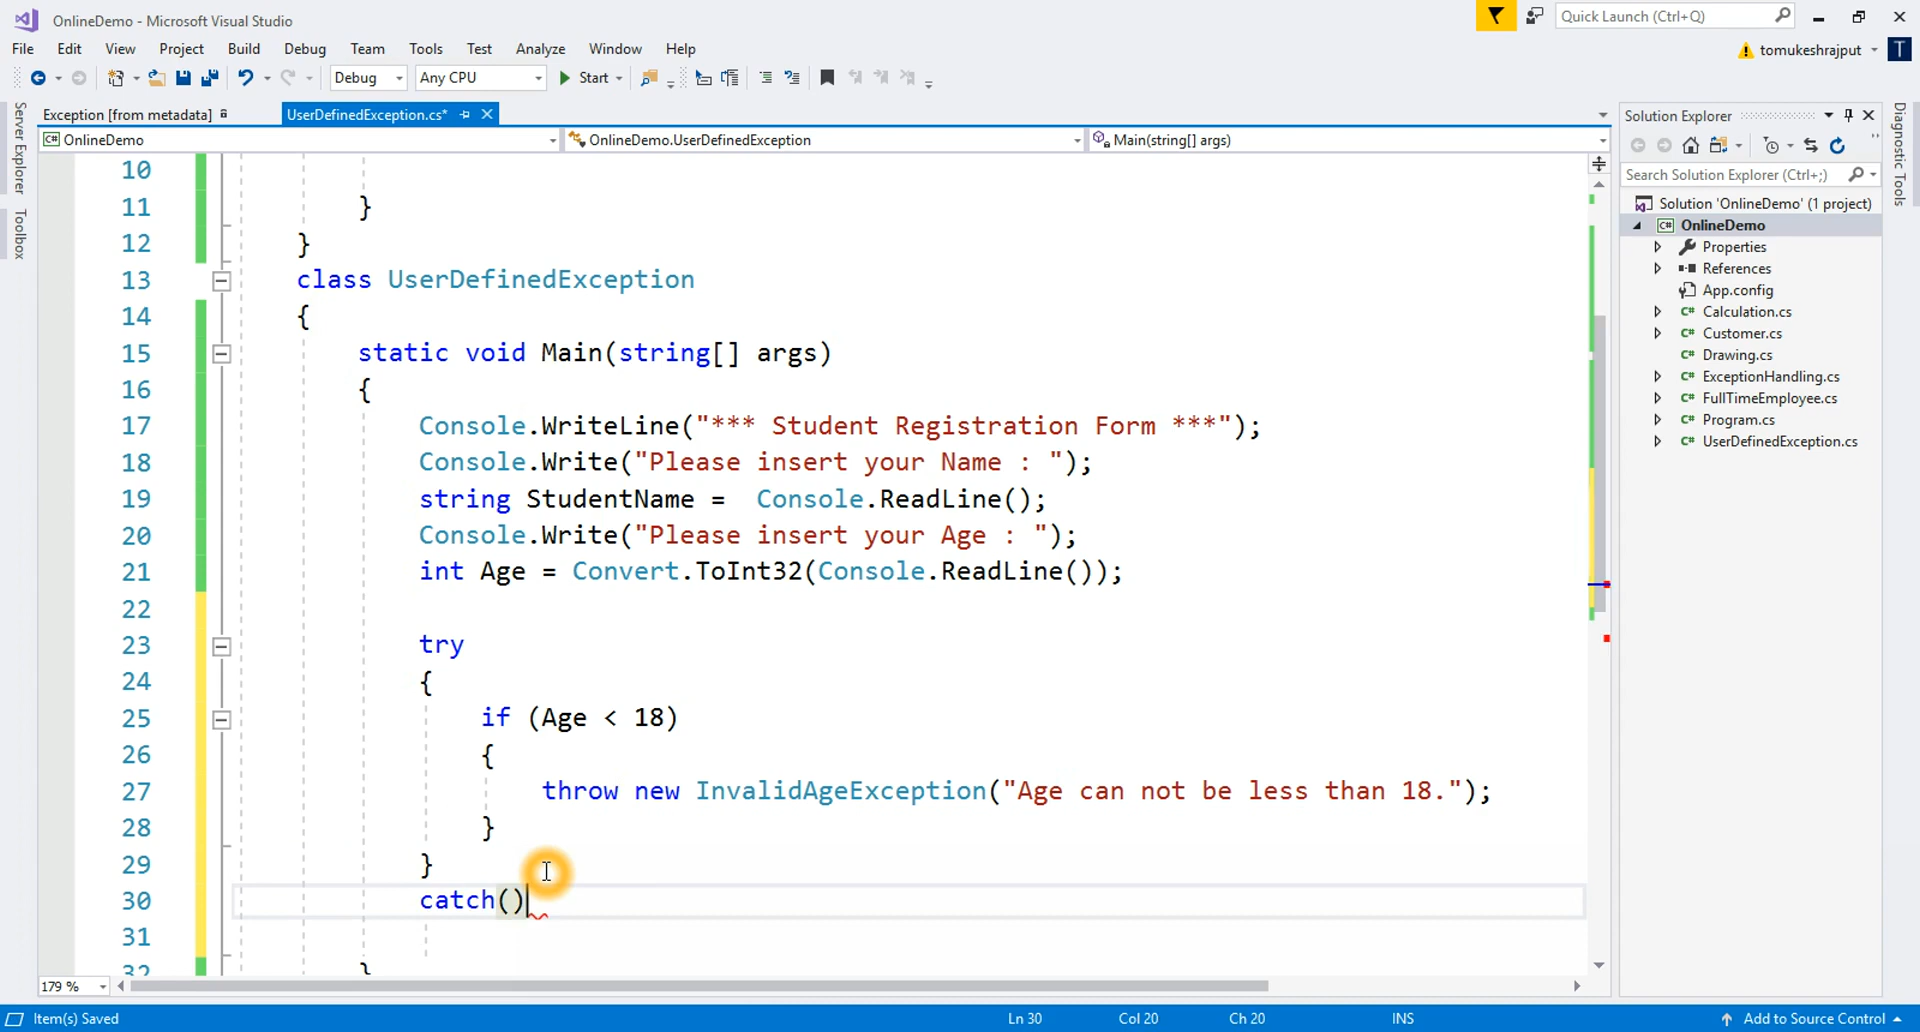 OnlineDemo - Microsoft Visual Studio
Quick Launch (Ctrl+Q)
File Edit View Project Build Debug Team Tools Test Analyze Window Help
tomukeshrajput T
Debug Any CPU Start
Server Explorer
Toolbox
Exception [from metadata] UserDefinedException.cs*
C# OnlineDemo OnlineDemo.UserDefinedException Main(string[] args)
10
11 }
12 }
13 class UserDefinedException
14 {
15 static void Main(string[] args)
16 {
17 Console.WriteLine("*** Student Registration Form ***");
18 Console.Write("Please insert your Name : ");
19 string StudentName =  Console.ReadLine();
20 Console.Write("Please insert your Age : ");
21 int Age = Convert.ToInt32(Console.ReadLine());
22
23 try
24 {
25 if (Age < 18)
26 {
27 throw new InvalidAgeException("Age can not be less than 18.");
28 }
29 }
30 catch()
31
32 }
179 %
Solution Explorer
Search Solution Explorer (Ctrl+;)
Solution 'OnlineDemo' (1 project)
C# OnlineDemo
Properties
References
App.config
C# Calculation.cs
C# Customer.cs
C# Drawing.cs
C# ExceptionHandling.cs
C# FullTimeEmployee.cs
C# Program.cs
C# UserDefinedException.cs
Diagnostic Tools
Item(s) Saved Ln 30 Col 20 Ch 20 INS Add to Source Control